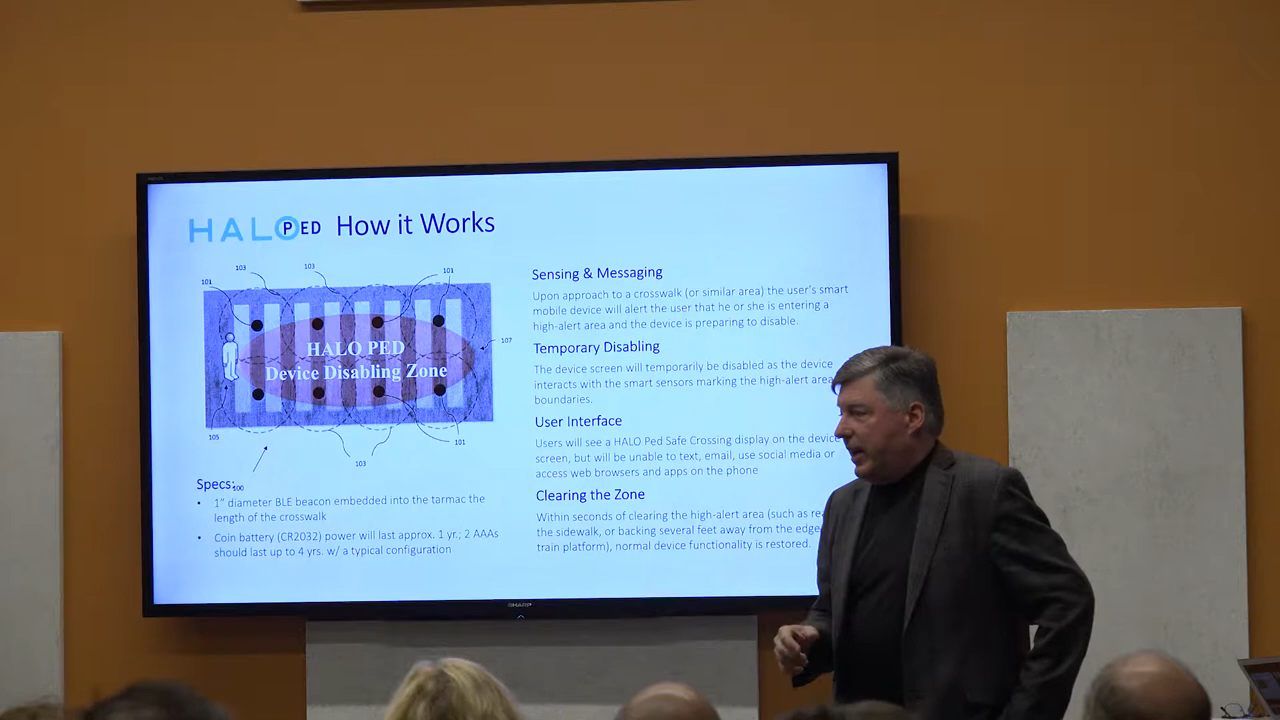 HALO PED How it Works
103
103
101
101
HALO PED
Device Disabling Zone
107
105
103
101
100
Specs:
• 1" diameter BLE beacon embedded into the tarmac the
length of the crosswalk
• Coin battery (CR2032) power will last approx. 1 yr.; 2 AAAs
should last up to 4 yrs. w/ a typical configuration
Sensing & Messaging
Upon approach to a crosswalk (or similar area) the user's smart
mobile device will alert the user that he or she is entering a
high-alert area and the device is preparing to disable.
Temporary Disabling
The device screen will temporarily be disabled as the device
interacts with the smart sensors marking the high-alert area
boundaries.
User Interface
Users will see a HALO Ped Safe Crossing display on the device
screen, but will be unable to text, email, use social media or
access web browsers and apps on the phone
Clearing the Zone
Within seconds of clearing the high-alert area (such as
the sidewalk, or backing several feet away from the edge
train platform), normal device functionality is restored.
SHARP